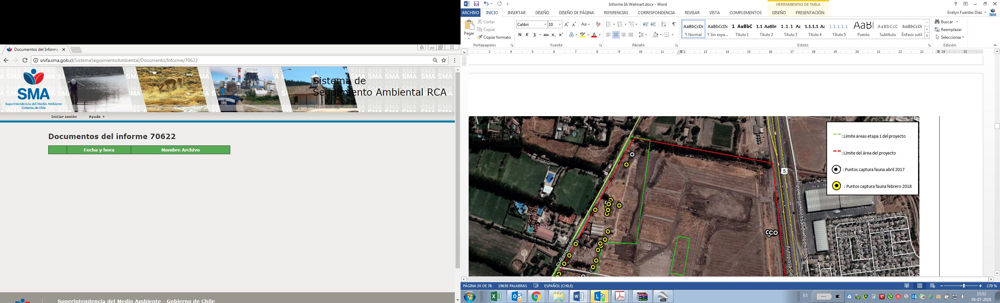 Documentos del Informe
snifa.sma.gob.cl/SistemaSeguimientoAmbiental/Documento/Informe/70622
SMA
Superintendencia del Medio Ambiente
Gobierno de Chile
Sistema de
Seguimiento Ambiental RCA
Iniciar sesión Ayuda +
Documentos del informe 70622
Fecha y hora Nombre Archivo
Superintendencia del Medio Ambiente - Gobierno de Chile
Informe IA Walmart.docx - Word
HERRAMIENTAS DE TABLA
ARCHIVO INICIO INSERTAR DISEÑO DISEÑO DE PÁGINA REFERENCIAS CORRESPONDENCIA REVISAR VISTA COMPLEMENTOS DISEÑO PRESENTACIÓN
Evelyn Fuentes Diaz
SMA
Pegar
Cortar
Copiar
Copiar formato
Portapapeles
Calibri 10
N K S abc x₂ x²
Fuente
Párrafo
AaBbCcDc AaBbCcDc 1 AaBbC 1.1 AaBb 1.1.1 Aa 1.1.1.1 Aa 1.1.1.1.1 AaBl AaBbCcD AaBbCcDc
¶ Normal ¶ Sin espa... Título 1 Título 2 Título 3 Título 4 Título 5 Puesto Subtítulo Énfasis sutil
Estilos
Buscar
Reemplazar
Seleccionar
Edición
3 4 5 6 7 8 9 10 11 2 13 14 15 16 17 18 19 20 21 22 23 24 25
: Límite áreas etapa 1 del proyecto
: Límite del área del proyecto
: Puntos captura fauna abril 2017
: Puntos captura fauna febrero 2018
5
Pdte Jorge Alessandri Rodriguez
Autopista Ce
El Barrancón
Volcán Maca
Cerro el Arroyo
PÁGINA 24 DE 78 19630 PALABRAS ESPAÑOL (CHILE)
170 %
ES
15:52
04-07-2018